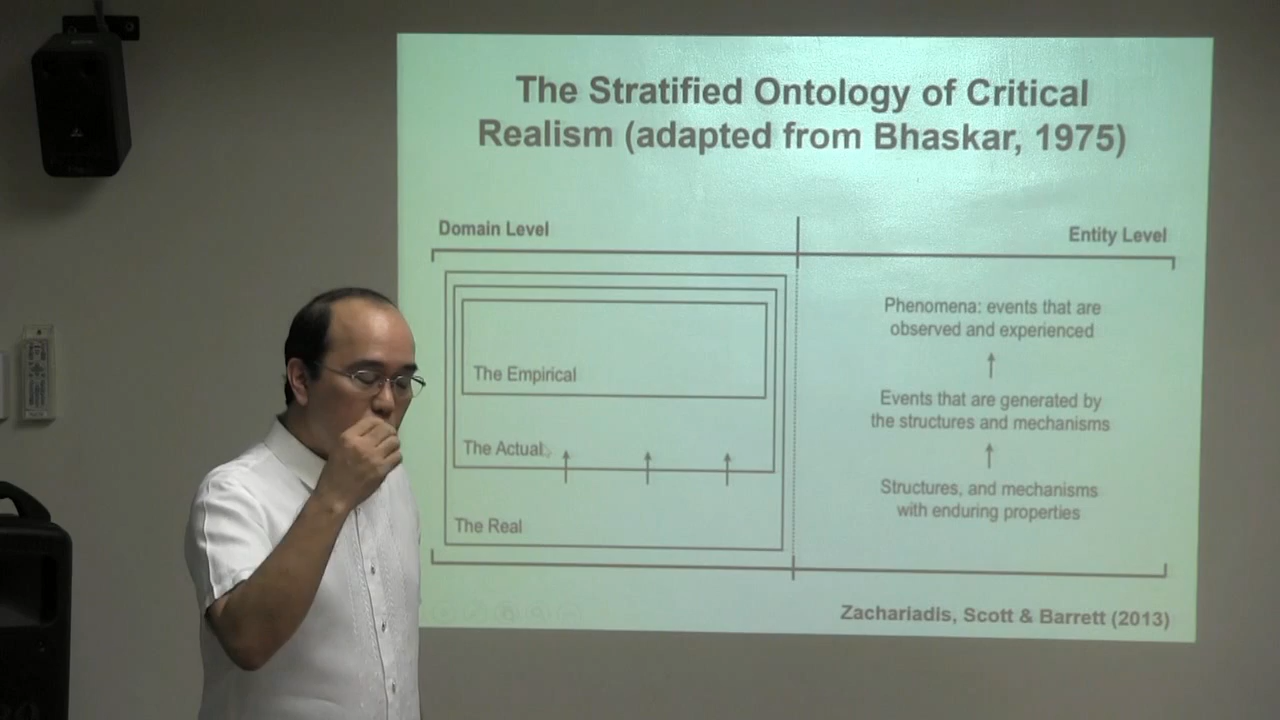 The Stratified Ontology of Critical
Realism (adapted from Bhaskar, 1975)
Domain Level
Entity Level
Phenomena: events that are
observed and experienced
The Empirical
Events that are generated by
the structures and mechanisms
The Actual
Structures, and mechanisms
with enduring properties
The Real
Zachariadis, Scott & Barrett (2013)